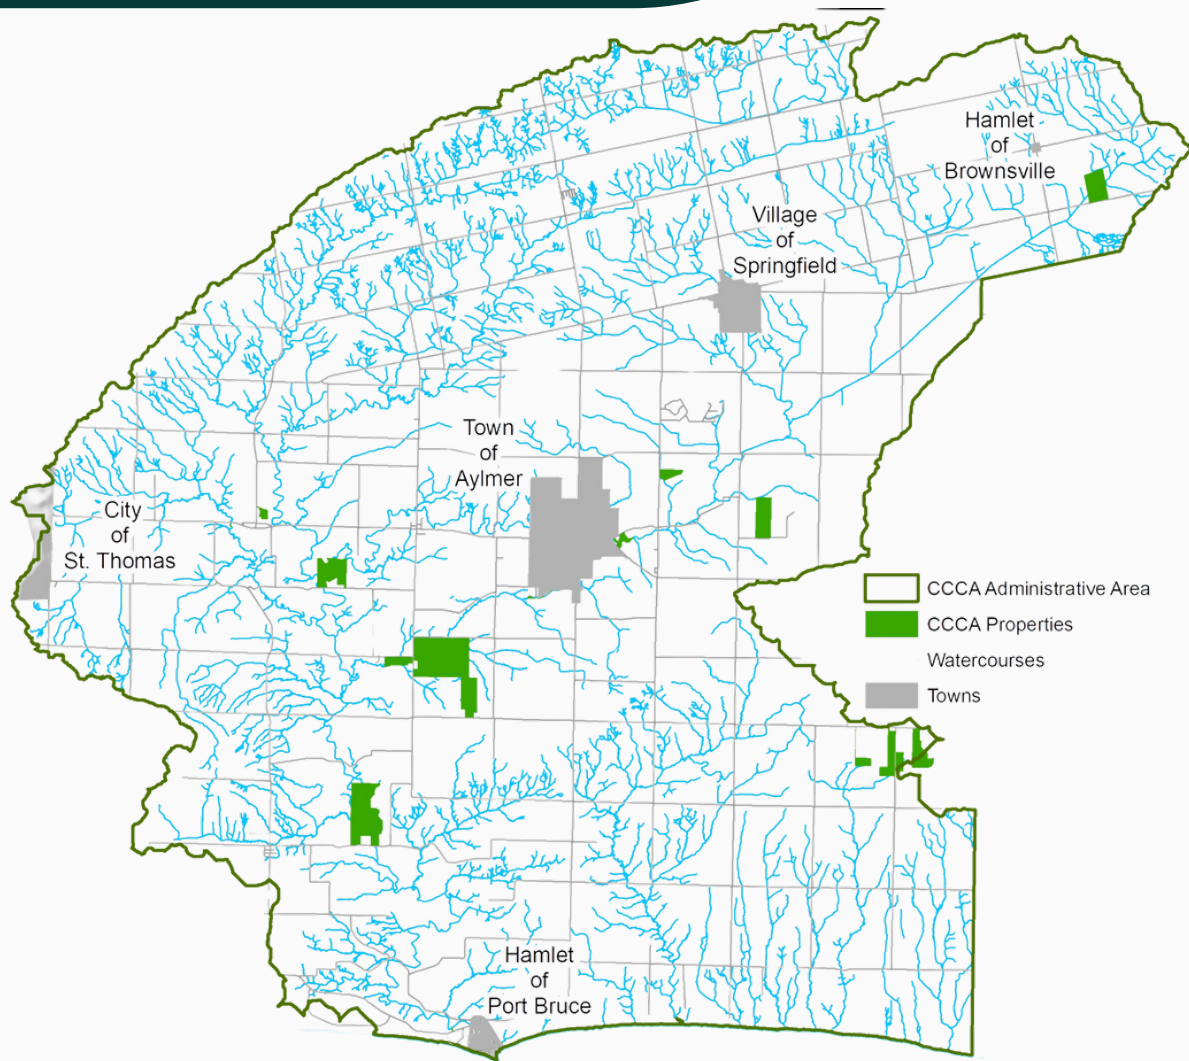 Hamlet
of
Brownsville
Village
of
Springfield
Town
of
Aylmer
City
of
St. Thomas
CCCA Administrative Area
CCCA Properties
Watercourses
Towns
Hamlet
of
Port Bruce